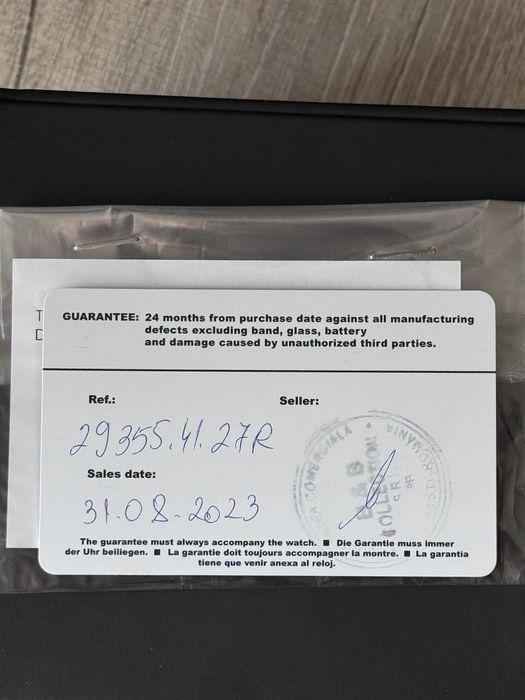 T
D
GUARANTEE: 24 months from purchase date against all manufacturing
defects excluding band, glass, battery
and damage caused by unauthorized third parties.
Ref.: Seller:
29355.41.27R
Sales date:
31.08.2023
COMERCIALA
ROMANIA
COLLECTION
The guarantee must always accompany the watch. ■ Die Garantie muss immer
der Uhr beiliegen. ■ La garantie doit toujours accompagner la montre. ■ La garantia
tiene que venir anexa al reloj.